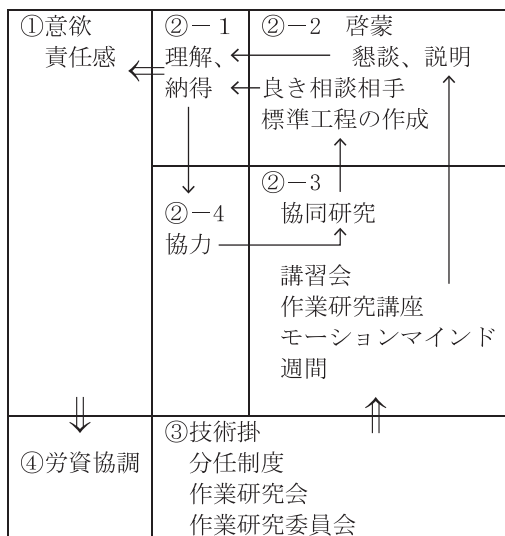 ①意欲
責任感
②－1
理解、
納得
②－2　啓蒙
懇談、説明
良き相談相手
標準工程の作成
②－4
協力
②－3
協同研究
講習会
作業研究講座
モーションマインド
週間
④労資協調
③技術掛
分任制度
作業研究会
作業研究委員会